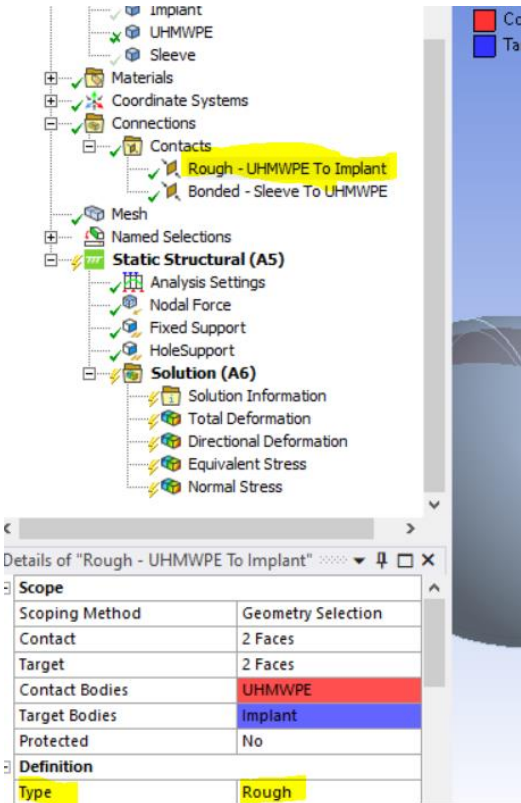 Implant
UHMWPE
Sleeve
Materials
Coordinate Systems
Connections
Contacts
Rough - UHMWPE To Implant
Bonded - Sleeve To UHMWPE
Mesh
Named Selections
Static Structural (A5)
Analysis Settings
Nodal Force
Fixed Support
HoleSupport
Solution (A6)
Solution Information
Total Deformation
Directional Deformation
Equivalent Stress
Normal Stress
Co
Ta
Details of "Rough - UHMWPE To Implant"
Scope
Scoping Method Geometry Selection
Contact 2 Faces
Target 2 Faces
Contact Bodies UHMWPE
Target Bodies Implant
Protected No
Definition
Type Rough